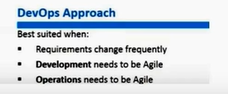 DevOps Approach
Best suited when:
▪ Requirements change frequently
▪ Development needs to be Agile
▪ Operations needs to be Agile